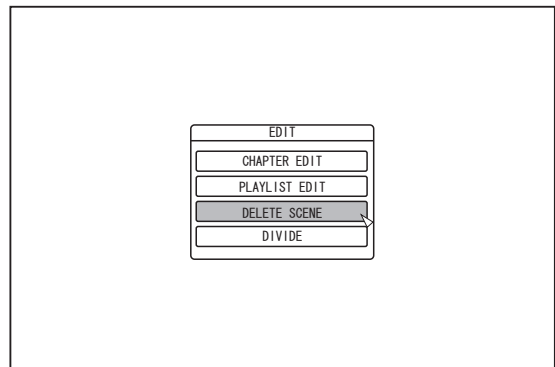 EDIT
CHAPTER EDIT
PLAYLIST EDIT
DELETE SCENE
DIVIDE